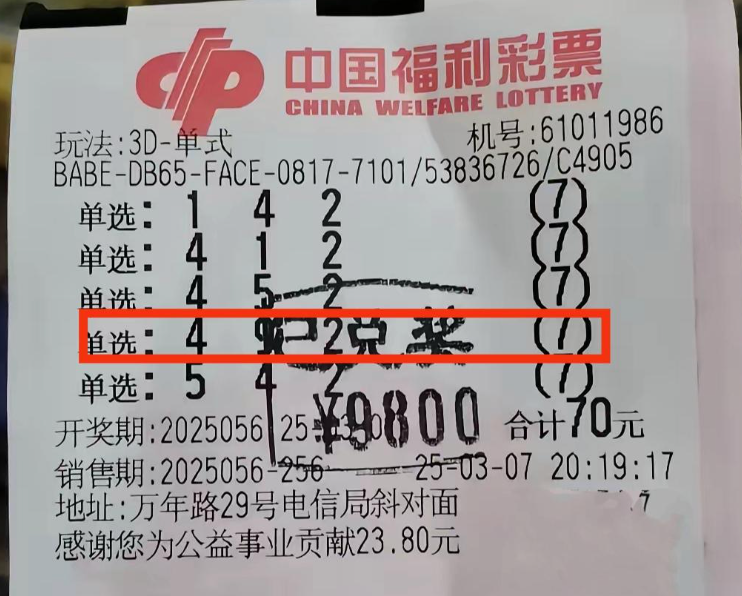 中国福利彩票
CHINA WELFARE LOTTERY
玩法:3D-单式 机号:61011986
BABE-DB65-FACE-0817-7101/53836726/C4905
单选: 1 4 2 (7)
单选: 4 1 2 (7)
单选: 4 5 2 (7)
单选: 4 9 2 (7)
已兑奖
单选: 5 4 2 (7)
¥9800
合计70元
开奖期:2025056
销售期:2025056-256 25-03-07 20:19:17
地址:万年路29号电信局斜对面
感谢您为公益事业贡献23.80元